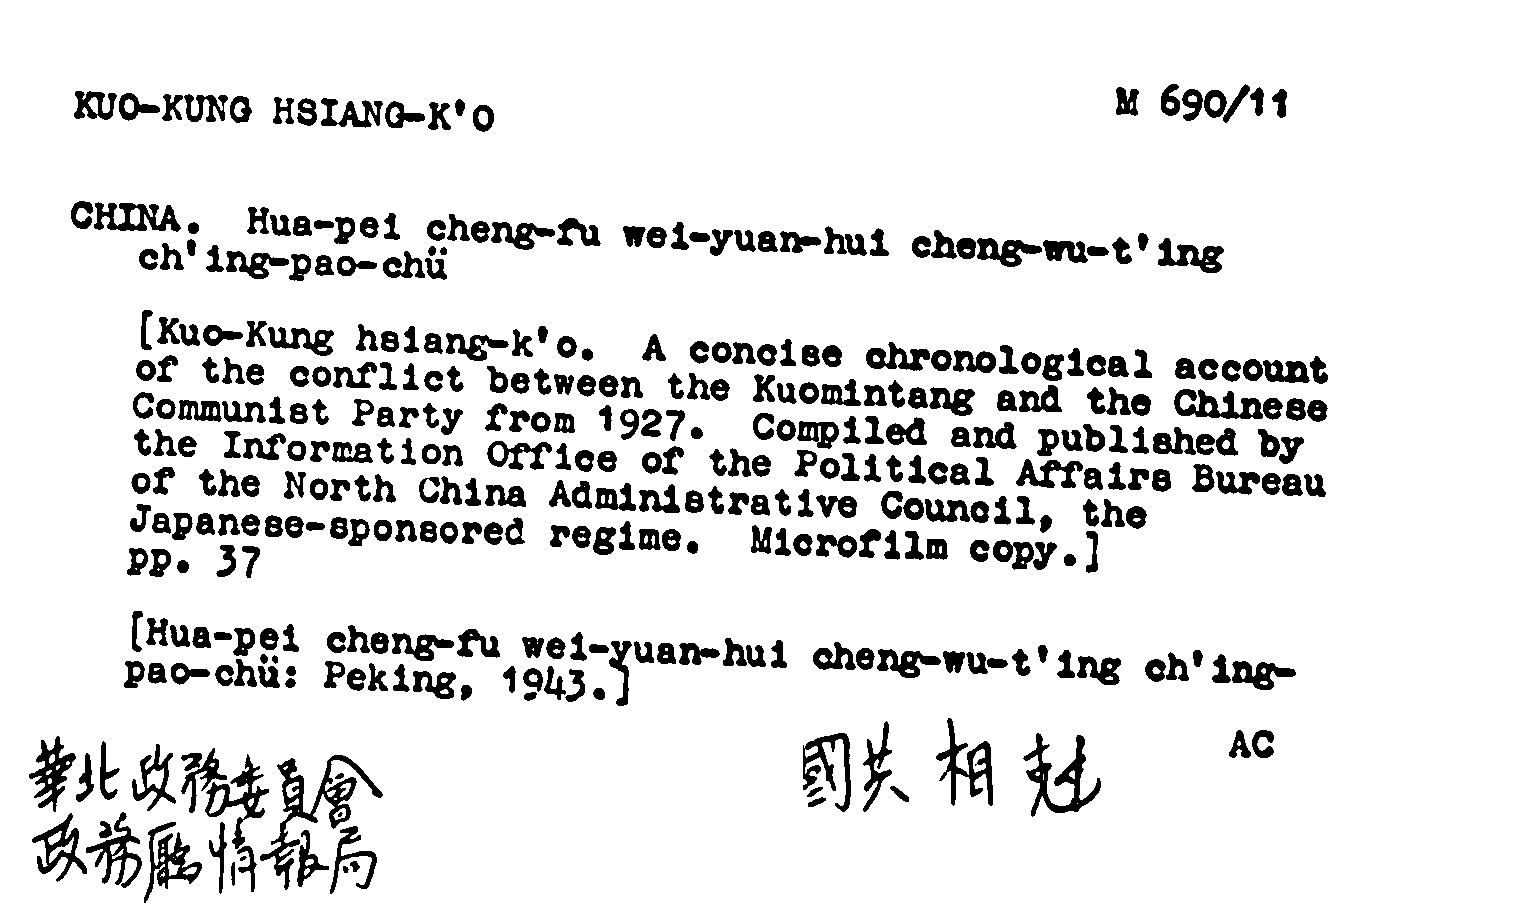 KUO-KUNG HSIANG-K'O
M 690/11
CHINA. Hua-pei cheng-fu wei-yuan-hui cheng-wu-t'ing
ch'ing-pao-chü
[Kuo-Kung hsiang-k'o. A concise chronological account
of the conflict between the Kuomintang and the Chinese
Communist Party from 1927. Compiled and published by
the Information Office of the Political Affairs Bureau
of the North China Administrative Council, the
Japanese-sponsored regime. Microfilm copy.]
pp. 37
[Hua-pei cheng-fu wei-yuan-hui cheng-wu-t'ing ch'ing-
pao-chü: Peking, 1943.]
AC
國共相尅
華北政務委員會
政務廳情報局